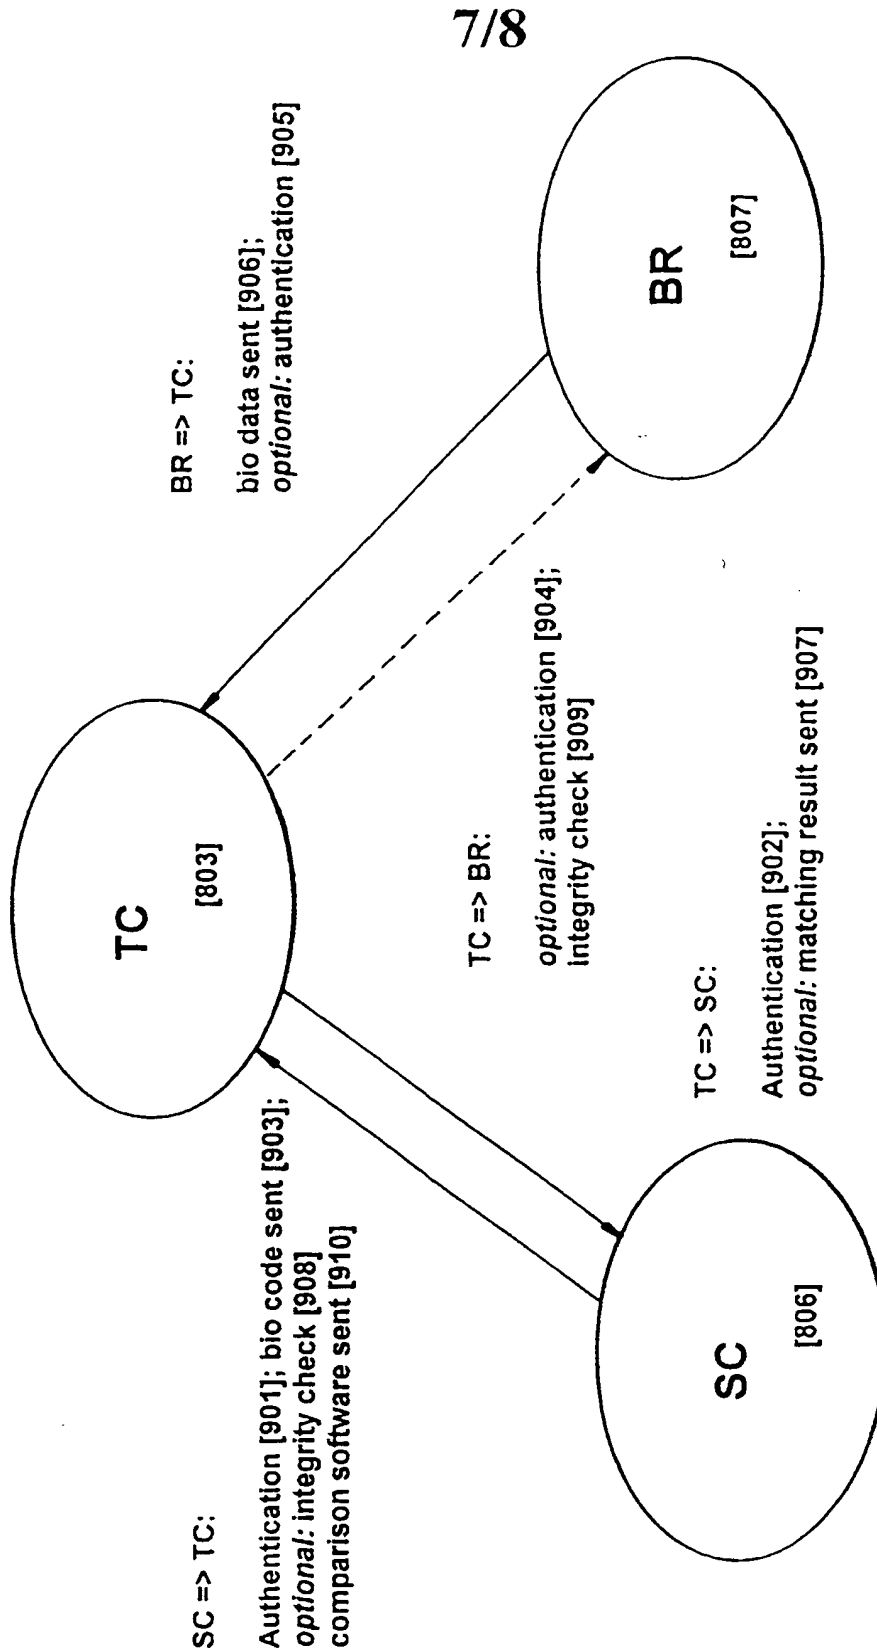 7/8
SC => TC:
Authentication [901]; bio code sent [903];
optional: integrity check [908]
comparison software sent [910]
TC
[803]
BR => TC:
bio data sent [906];
optional: authentication [905]
TC => BR:
optional: authentication [904];
integrity check [909]
TC => SC:
Authentication [902];
optional: matching result sent [907]
SC
[806]
BR
[807]